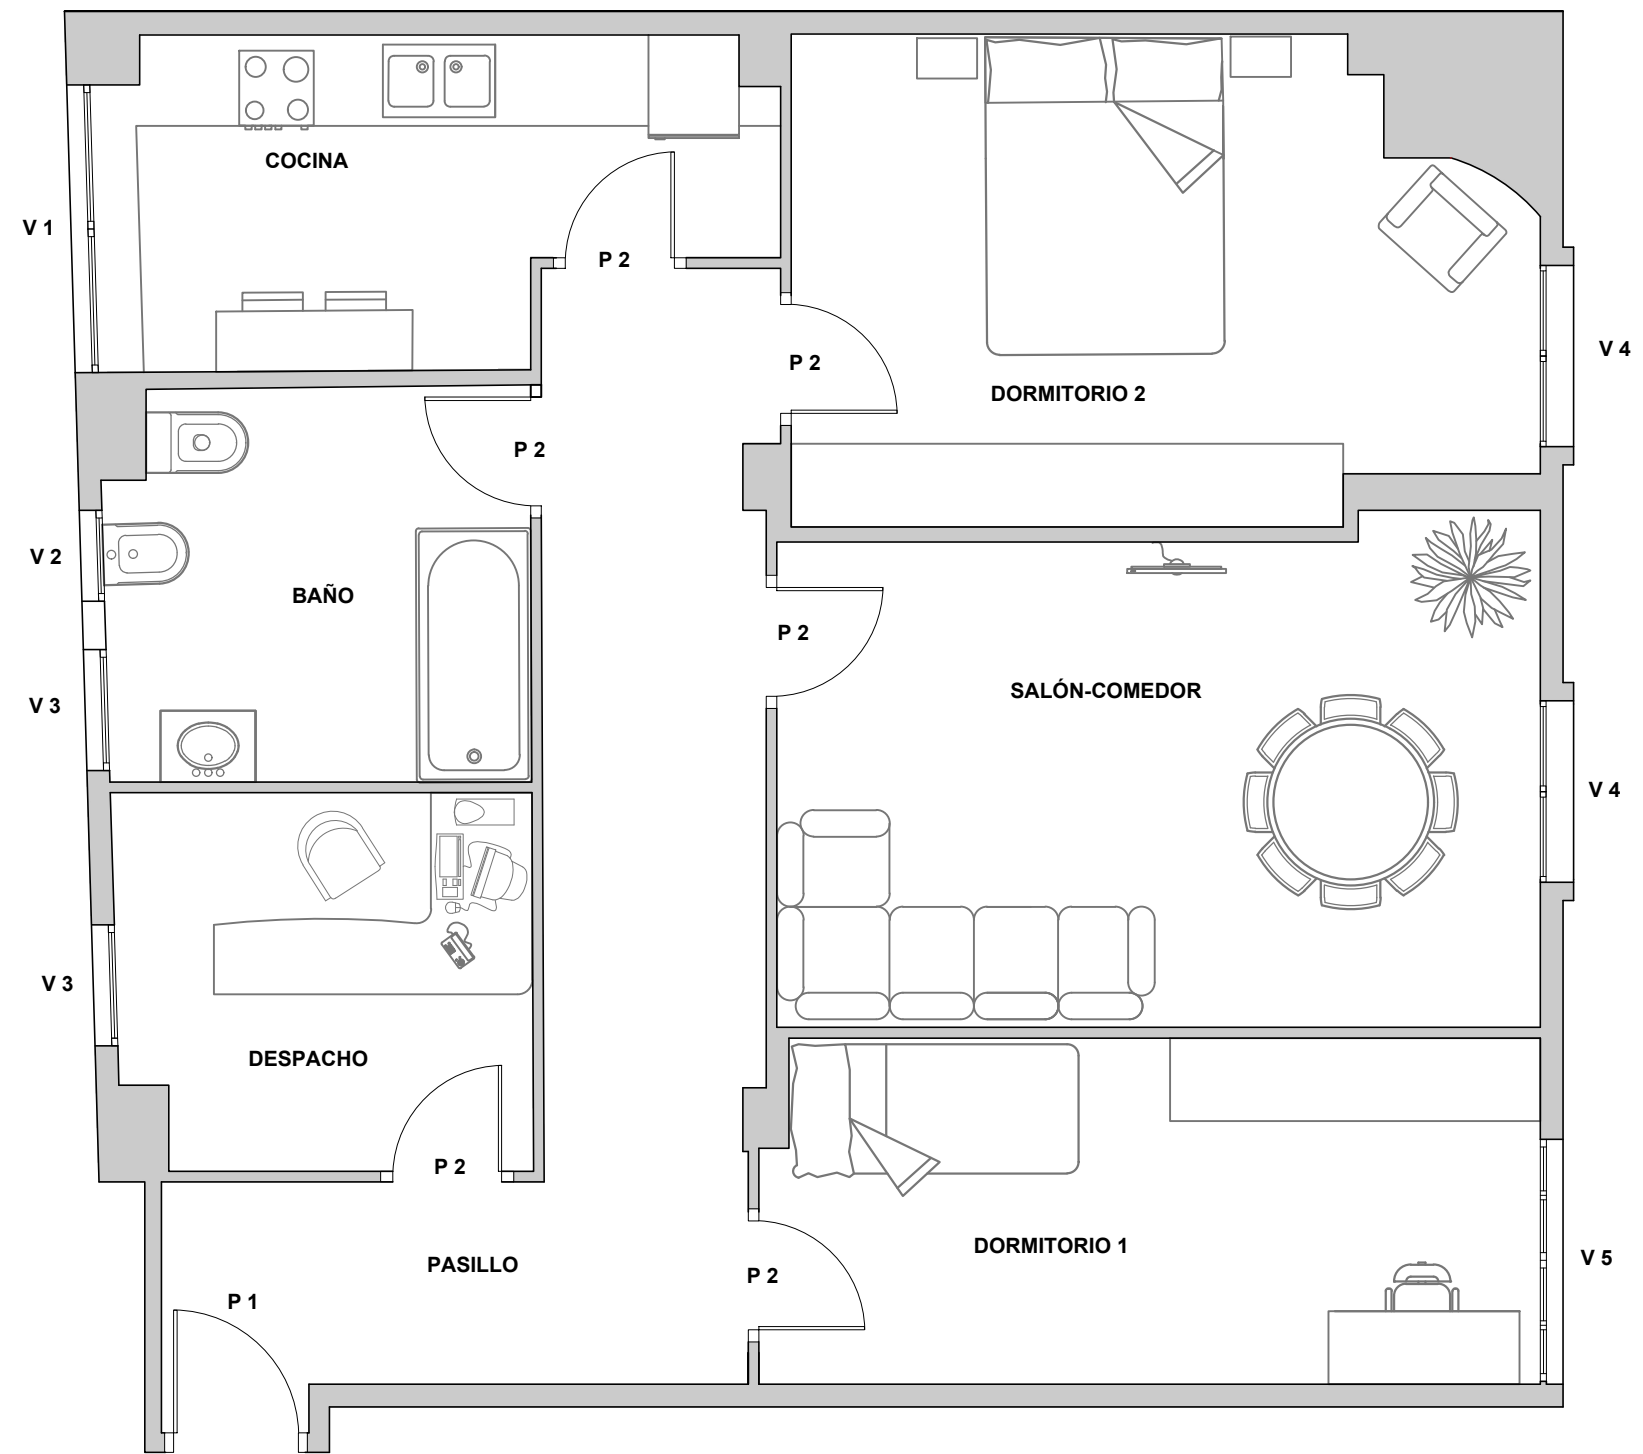 COCINA
V 1
P 2
V 4
P 2
DORMITORIO 2
P 2
V 2
BAÑO
P 2
SALÓN-COMEDOR
V 3
V 4
V 3
DESPACHO
P 2
DORMITORIO 1
V 5
PASILLO
P 2
P 1